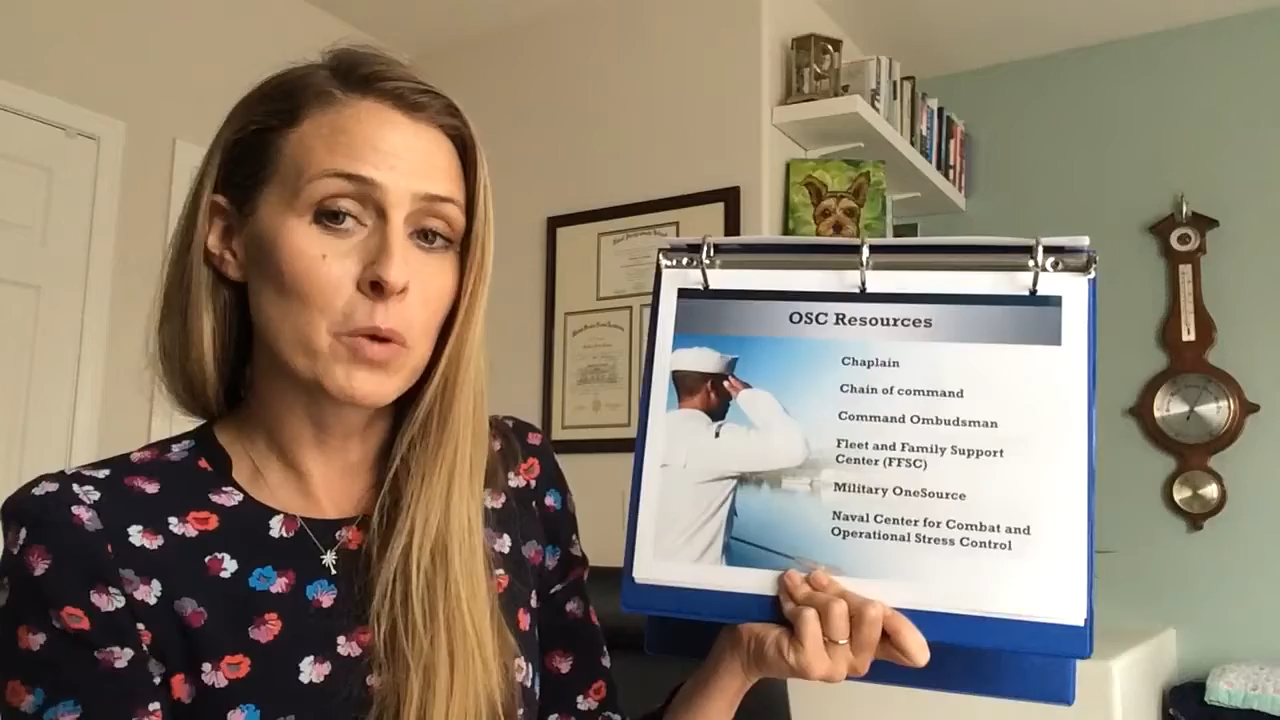 OSC Resources
Chaplain
Chain of command
Command Ombudsman
Fleet and Family Support
Center (FFSC)
Military OneSource
Naval Center for Combat and
Operational Stress Control